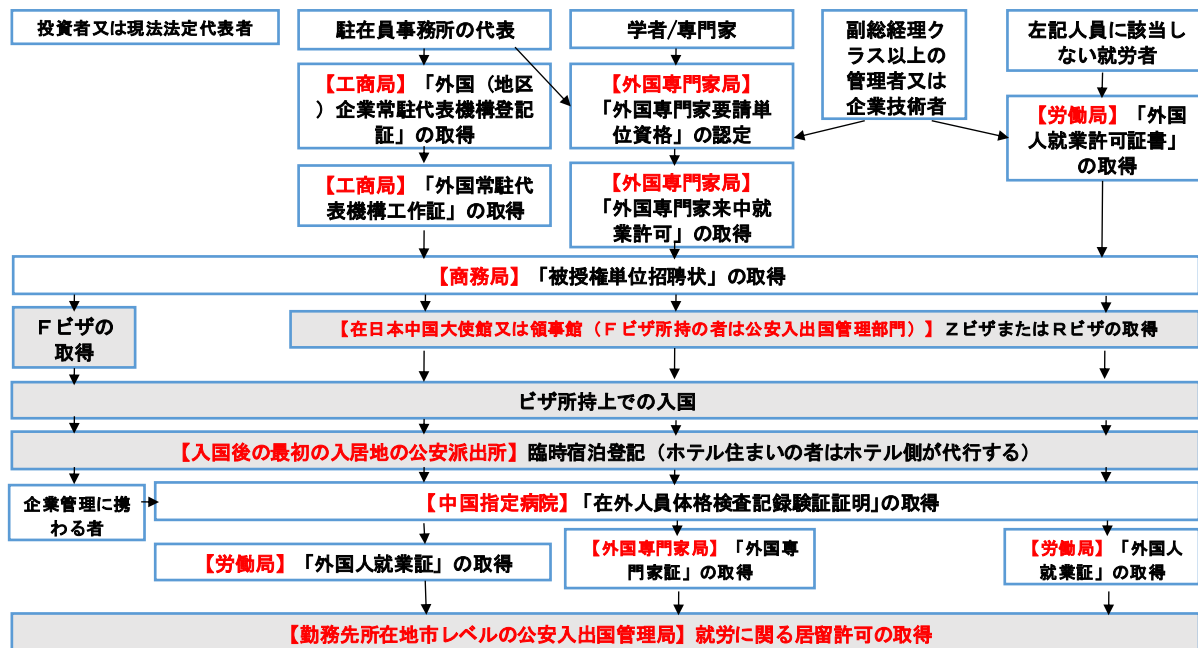 投資者又は現法法定代表者
駐在員事務所の代表
学者/専門家
副総経理ク
ラス以上の
管理者又は
企業技術者
左記人員に該当し
ない就労者
【工商局】「外国（地区
）企業常駐代表機構登記
証」の取得
【外国専門家局】
「外国専門家要請単
位資格」の認定
【労働局】「外国
人就業許可証書」
の取得
【工商局】「外国常駐代
表機構工作証」の取得
【外国専門家局】
「外国専門家来中就
業許可」の取得
【商務局】「被授権単位招聘状」の取得
Ｆビザの
取得
【在日本中国大使館又は領事館（Ｆビザ所持の者は公安入出国管理部門）】ＺビザまたはＲビザの取得
ビザ所持上での入国
【入国後の最初の入居地の公安派出所】臨時宿泊登記（ホテル住まいの者はホテル側が代行する）
企業管理に携
わる者
【中国指定病院】「在外人員体格検査記録験証証明」の取得
【労働局】「外国人就業証」の取得
【外国専門家局】「外国専
門家証」の取得
【労働局】「外国人
就業証」の取得
【勤務先所在地市レベルの公安入出国管理局】就労に関る居留許可の取得